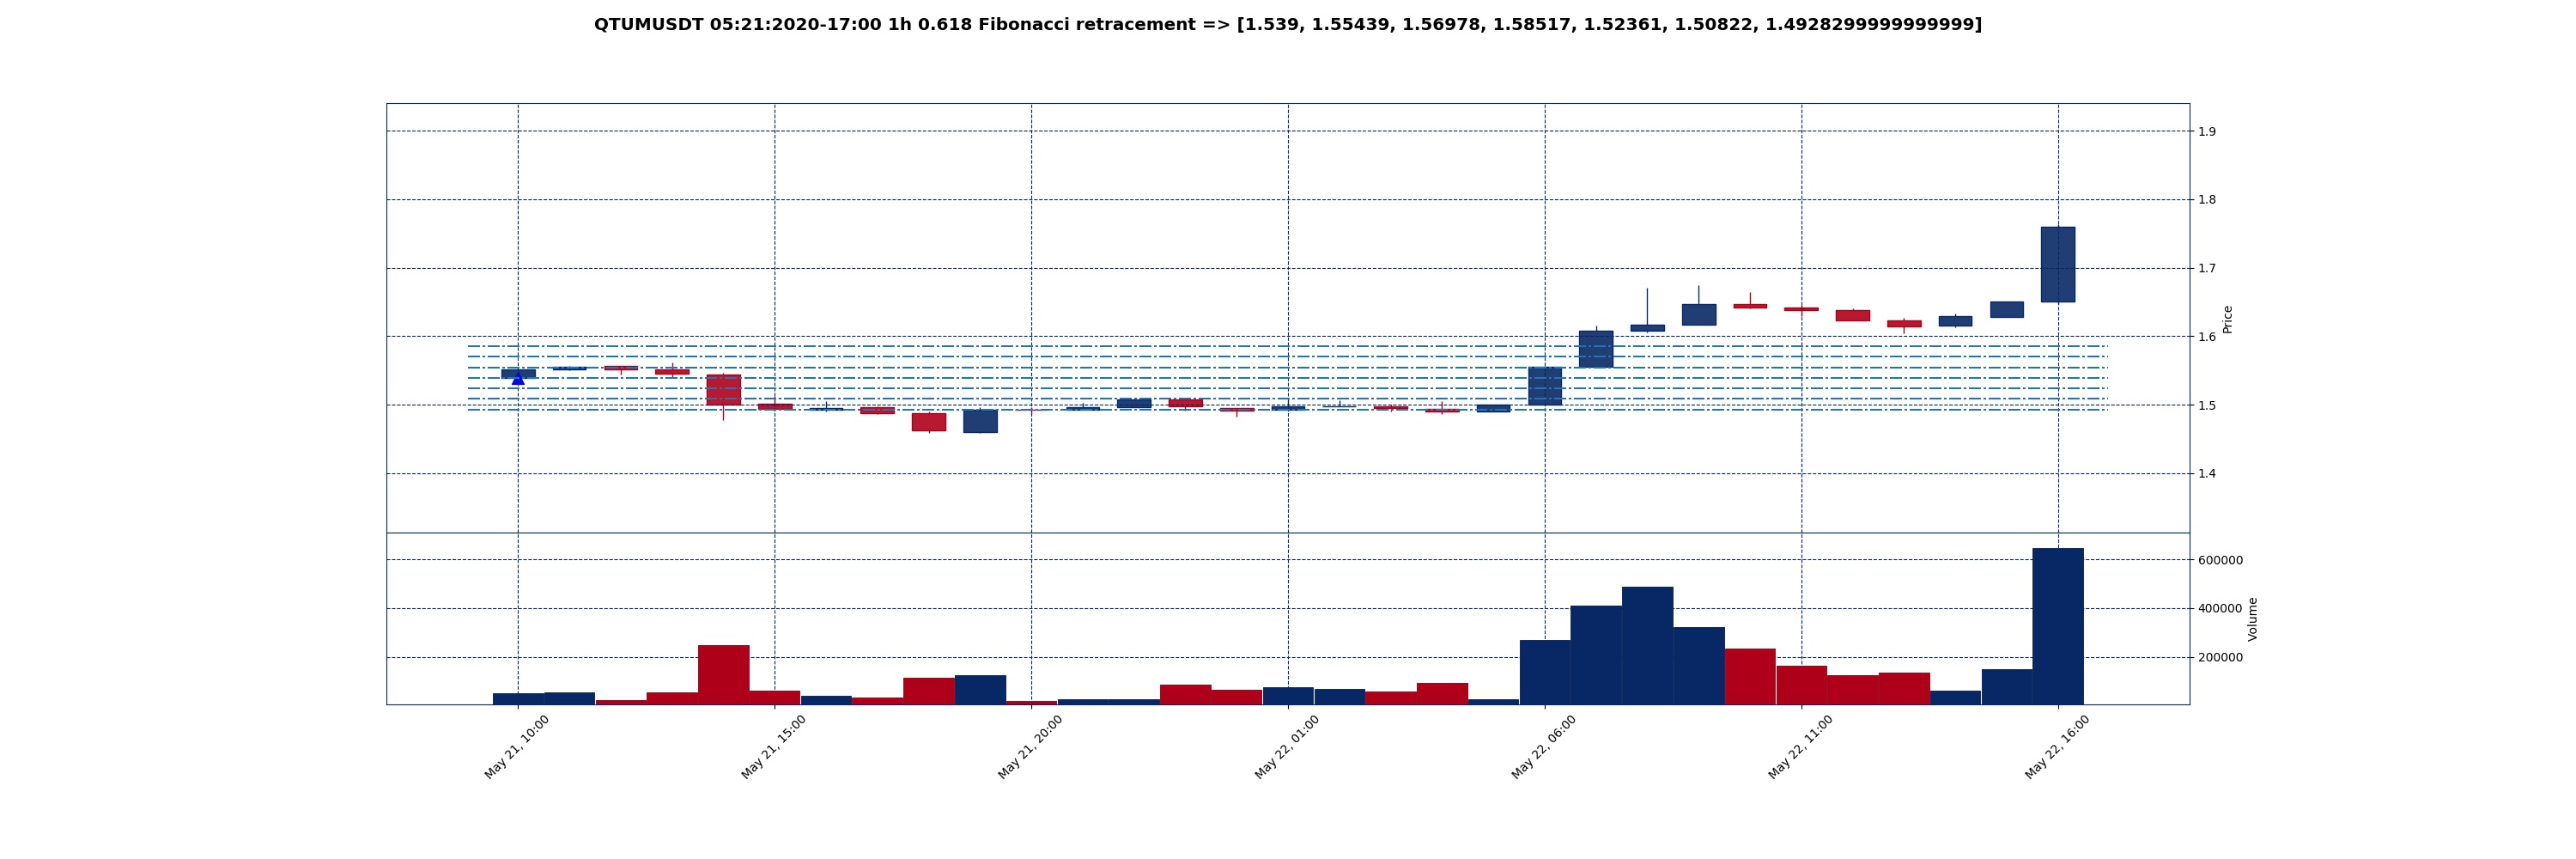 QTUMUSDT 05:21:2020-17:00 1h 0.618 Fibonacci retracement => [1.539, 1.55439, 1.56978, 1.58517, 1.52361, 1.50822, 1.4928299999999999]
1.9
1.8
1.7
1.6
1.5
1.4
Price
600000
400000
200000
Volume
May 21, 10:00
May 21, 15:00
May 21, 20:00
May 22, 01:00
May 22, 06:00
May 22, 11:00
May 22, 16:00